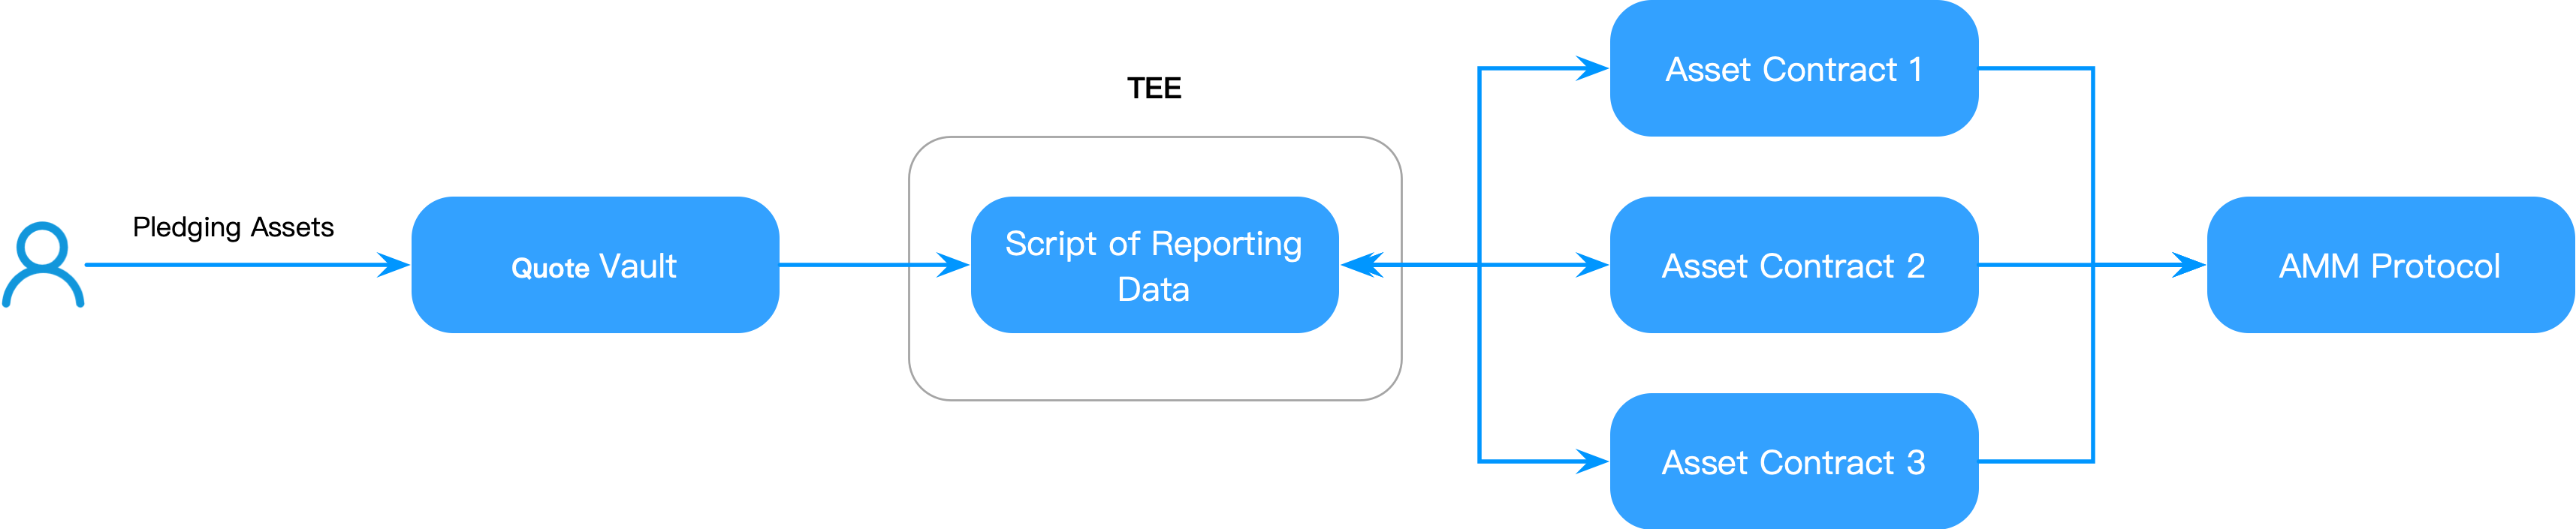 Pledging Assets
Quote Vault
TEE
Script of Reporting
Data
Asset Contract 1
Asset Contract 2
Asset Contract 3
AMM Protocol